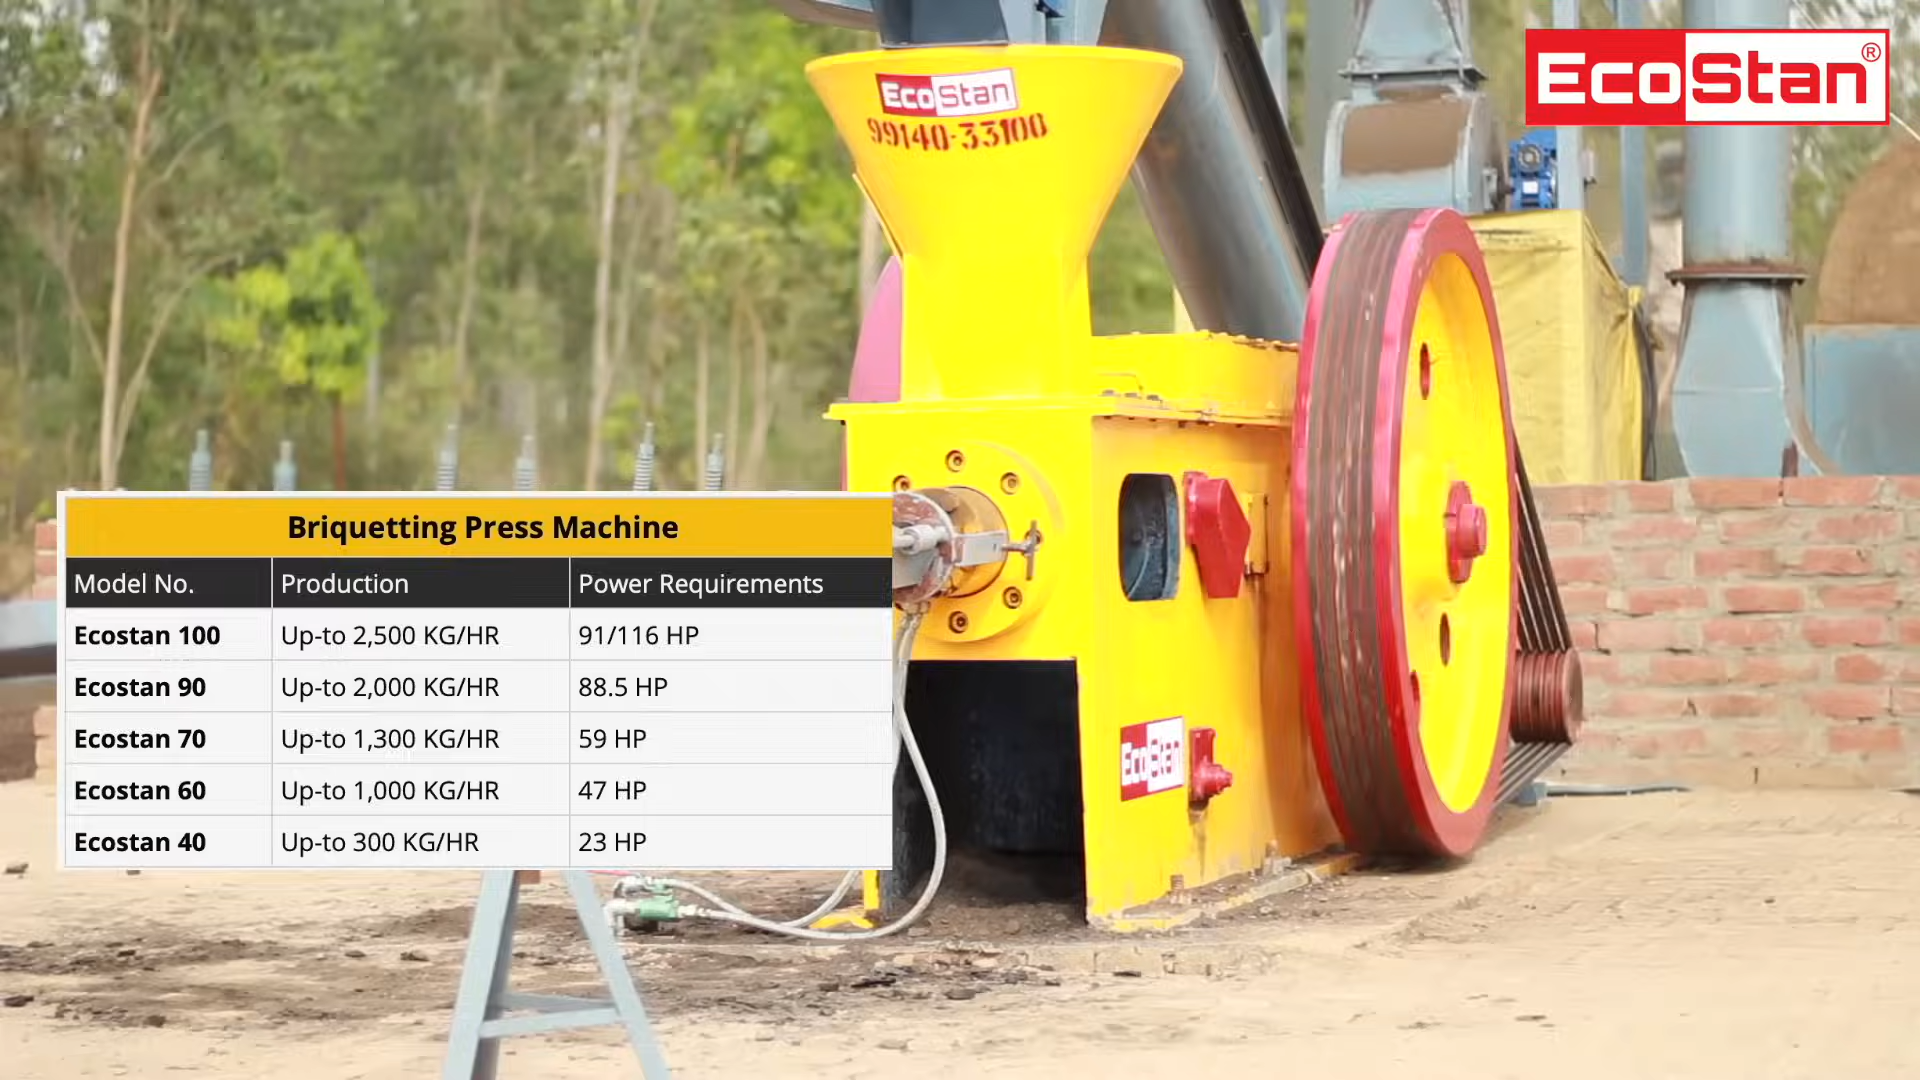 EcoStan®
EcoStan
99140-33100
Briquetting Press Machine
Model No. Production Power Requirements
Ecostan 100 Up-to 2,500 KG/HR 91/116 HP
Ecostan 90 Up-to 2,000 KG/HR 88.5 HP
Ecostan 70 Up-to 1,300 KG/HR 59 HP
Ecostan 60 Up-to 1,000 KG/HR 47 HP
Ecostan 40 Up-to 300 KG/HR 23 HP
EcoStan